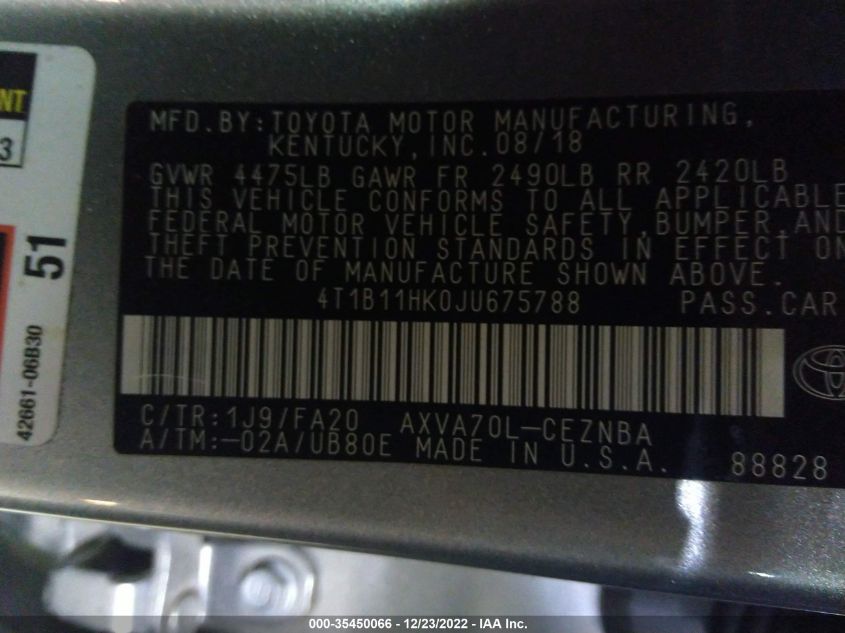 NT
3
51
42661-06B30
MFD.BY:TOYOTA MOTOR MANUFACTURING,
KENTUCKY,INC.08/18
GVWR 4475LB GAWR FR 2490LB RR 2420LB
THIS VEHICLE CONFORMS TO ALL APPLICABLE
FEDERAL MOTOR VEHICLE SAFETY,BUMPER,AND
THEFT PREVENTION STANDARDS IN EFFECT ON
THE DATE OF MANUFACTURE SHOWN ABOVE.
4T1B11HK0JU675788 PASS.CAR
C/TR:1J9/FA20 AXVA70L-CEZNBA
A/TM:-02A/UB80E MADE IN U.S.A. 88828
000-35450066 - 12/23/2022 - IAA Inc.